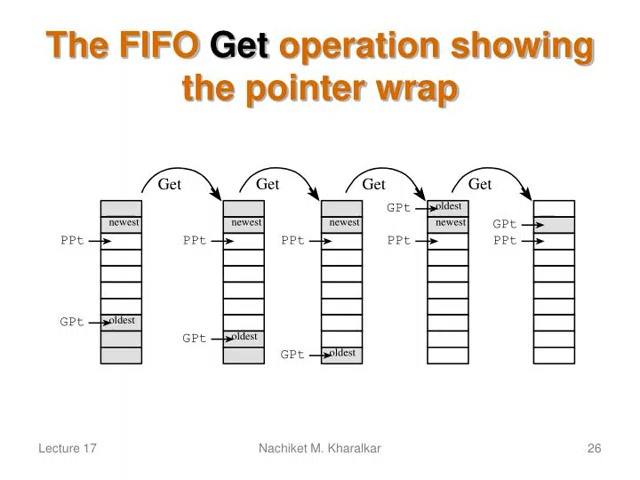 The FIFO Get operation showing
the pointer wrap
Get Get Get Get
GPt oldest
newest newest newest newest GPt
PPt PPt PPt PPt PPt
GPt oldest
GPt oldest
GPt oldest
Lecture 17 Nachiket M. Kharalkar 26